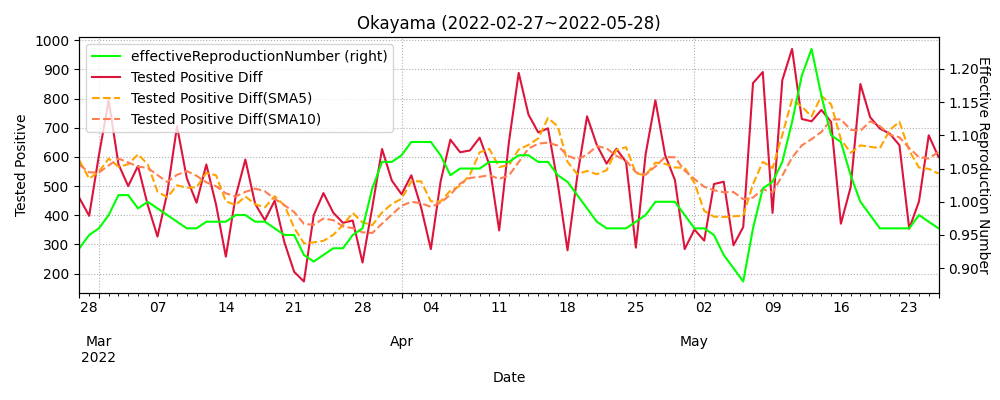 Okayama (2022-02-27~2022-05-28)
effectiveReproductionNumber (right)
Tested Positive Diff
Tested Positive Diff(SMA5)
Tested Positive Diff(SMA10)
Tested Positive
1000
900
800
700
600
500
400
300
200
1.20
1.15
1.10
1.05
1.00
0.95
0.90
Effective Reproduction Number
28 07 14 21 28 04 11 18 25 02 09 16 23
Mar Apr May
2022
Date